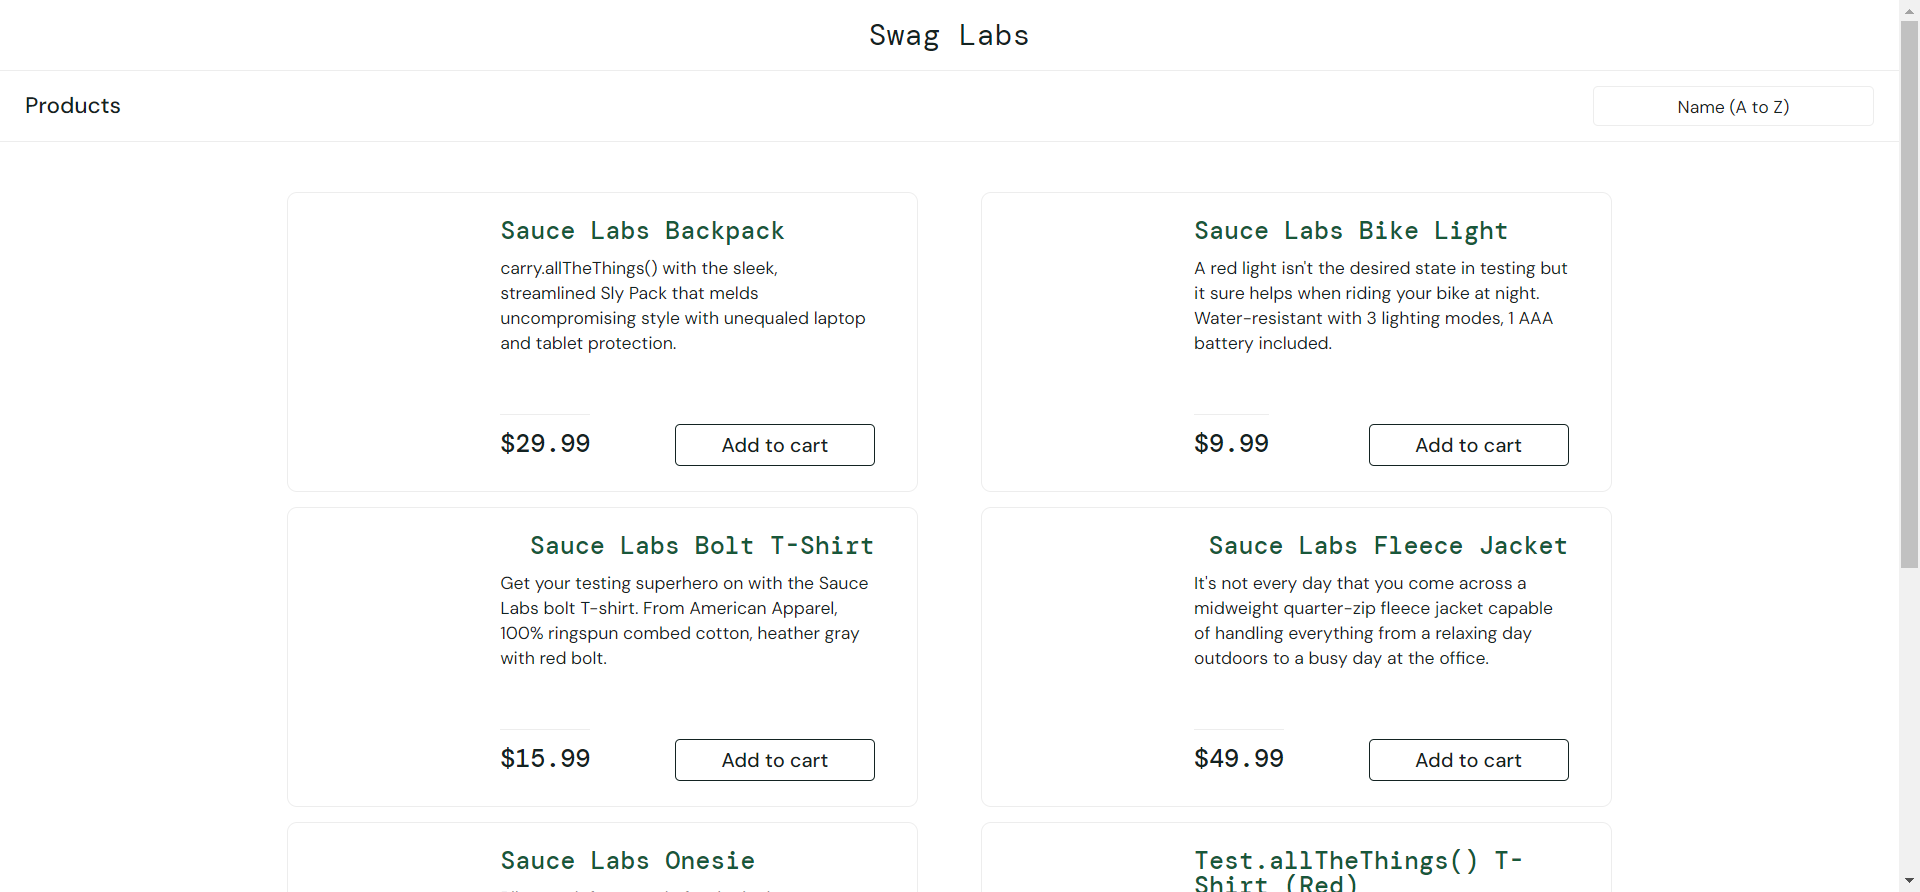 Swag Labs
Products
Name (A to Z)
Sauce Labs Backpack
carry.allTheThings() with the sleek,
streamlined Sly Pack that melds
uncompromising style with unequaled laptop
and tablet protection.
$29.99
Add to cart
Sauce Labs Bike Light
A red light isn't the desired state in testing but
it sure helps when riding your bike at night.
Water-resistant with 3 lighting modes, 1 AAA
battery included.
$9.99
Add to cart
Sauce Labs Bolt T-Shirt
Get your testing superhero on with the Sauce
Labs bolt T-shirt. From American Apparel,
100% ringspun combed cotton, heather gray
with red bolt.
$15.99
Add to cart
Sauce Labs Fleece Jacket
It's not every day that you come across a
midweight quarter-zip fleece jacket capable
of handling everything from a relaxing day
outdoors to a busy day at the office.
$49.99
Add to cart
Sauce Labs Onesie
Test.allTheThings() T-
Shirt (Red)